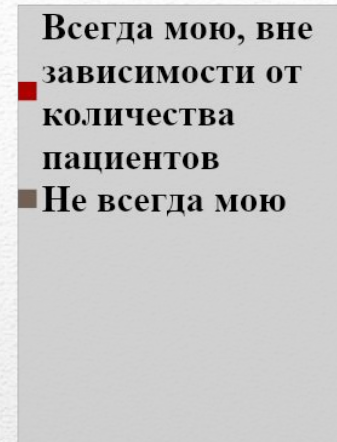 Всегда мою, вне
зависимости от
количества
пациентов
Не всегда мою